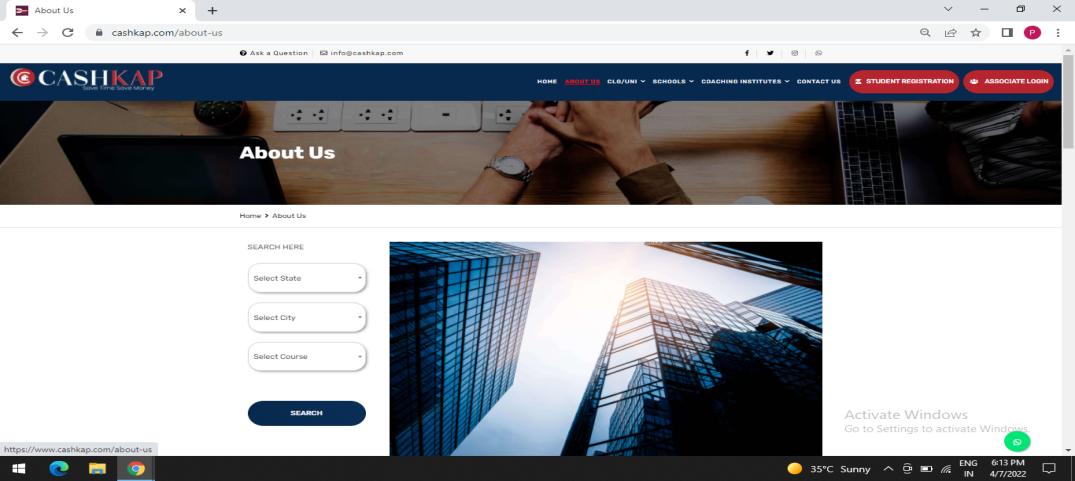 About Us
cashkap.com/about-us
P
Ask a Question
info@cashkap.com
CASHKAP
Save Time Save Money
HOME ABOUT US CLG/UNI SCHOOLS COACHING INSTITUTES CONTACT US STUDENT REGISTRATION ASSOCIATE LOGIN
About Us
Home > About Us
SEARCH HERE
Select State
Select City
Select Course
SEARCH
Activate Windows
Go to Settings to activate Windows.
https://www.cashkap.com/about-us
35°C Sunny
ENG
IN
6:13 PM
4/7/2022